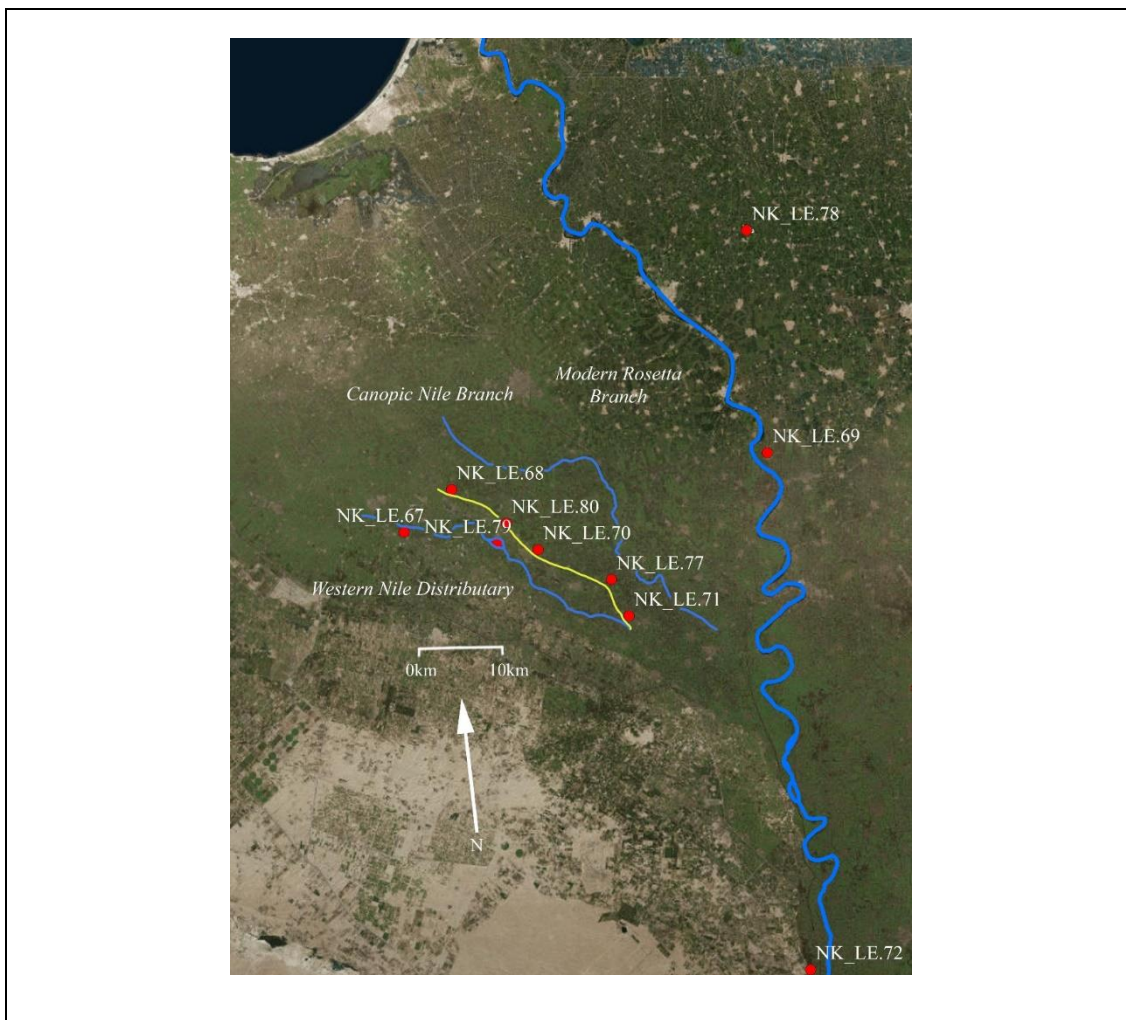 NK_LE.78
Modern Rosetta
Branch
Canopic Nile Branch
NK_LE.69
NK_LE.68
NK_LE.80
NK_LE.67
NK_LE.79
NK_LE.70
NK_LE.77
Western Nile Distributary
NK_LE.71
0km
10km
N
NK_LE.72